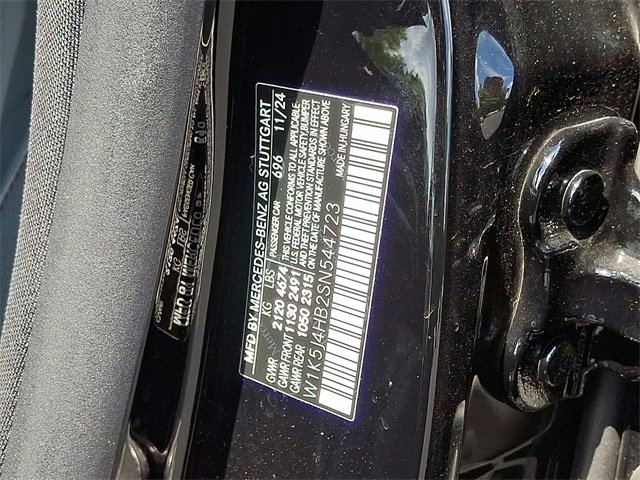 MFD BY MERCEDES-BENZ AG STUTTGART
KG LBS PASSENGER CAR 696 11/24
GVWR 2120 4674 THIS VEHICLE CONFORMS TO ALL APPLICABLE
GAWR FRONT 1130 2491 U.S. FEDERAL MOTOR VEHICLE SAFETY, BUMPER
GAWR REAR 1050 2315 AND THEFT PREVENTION STANDARDS IN EFFECT
ON THE DATE OF MANUFACTURE SHOWN ABOVE
W1K5J4HB2SN544723 MADE IN HUNGARY